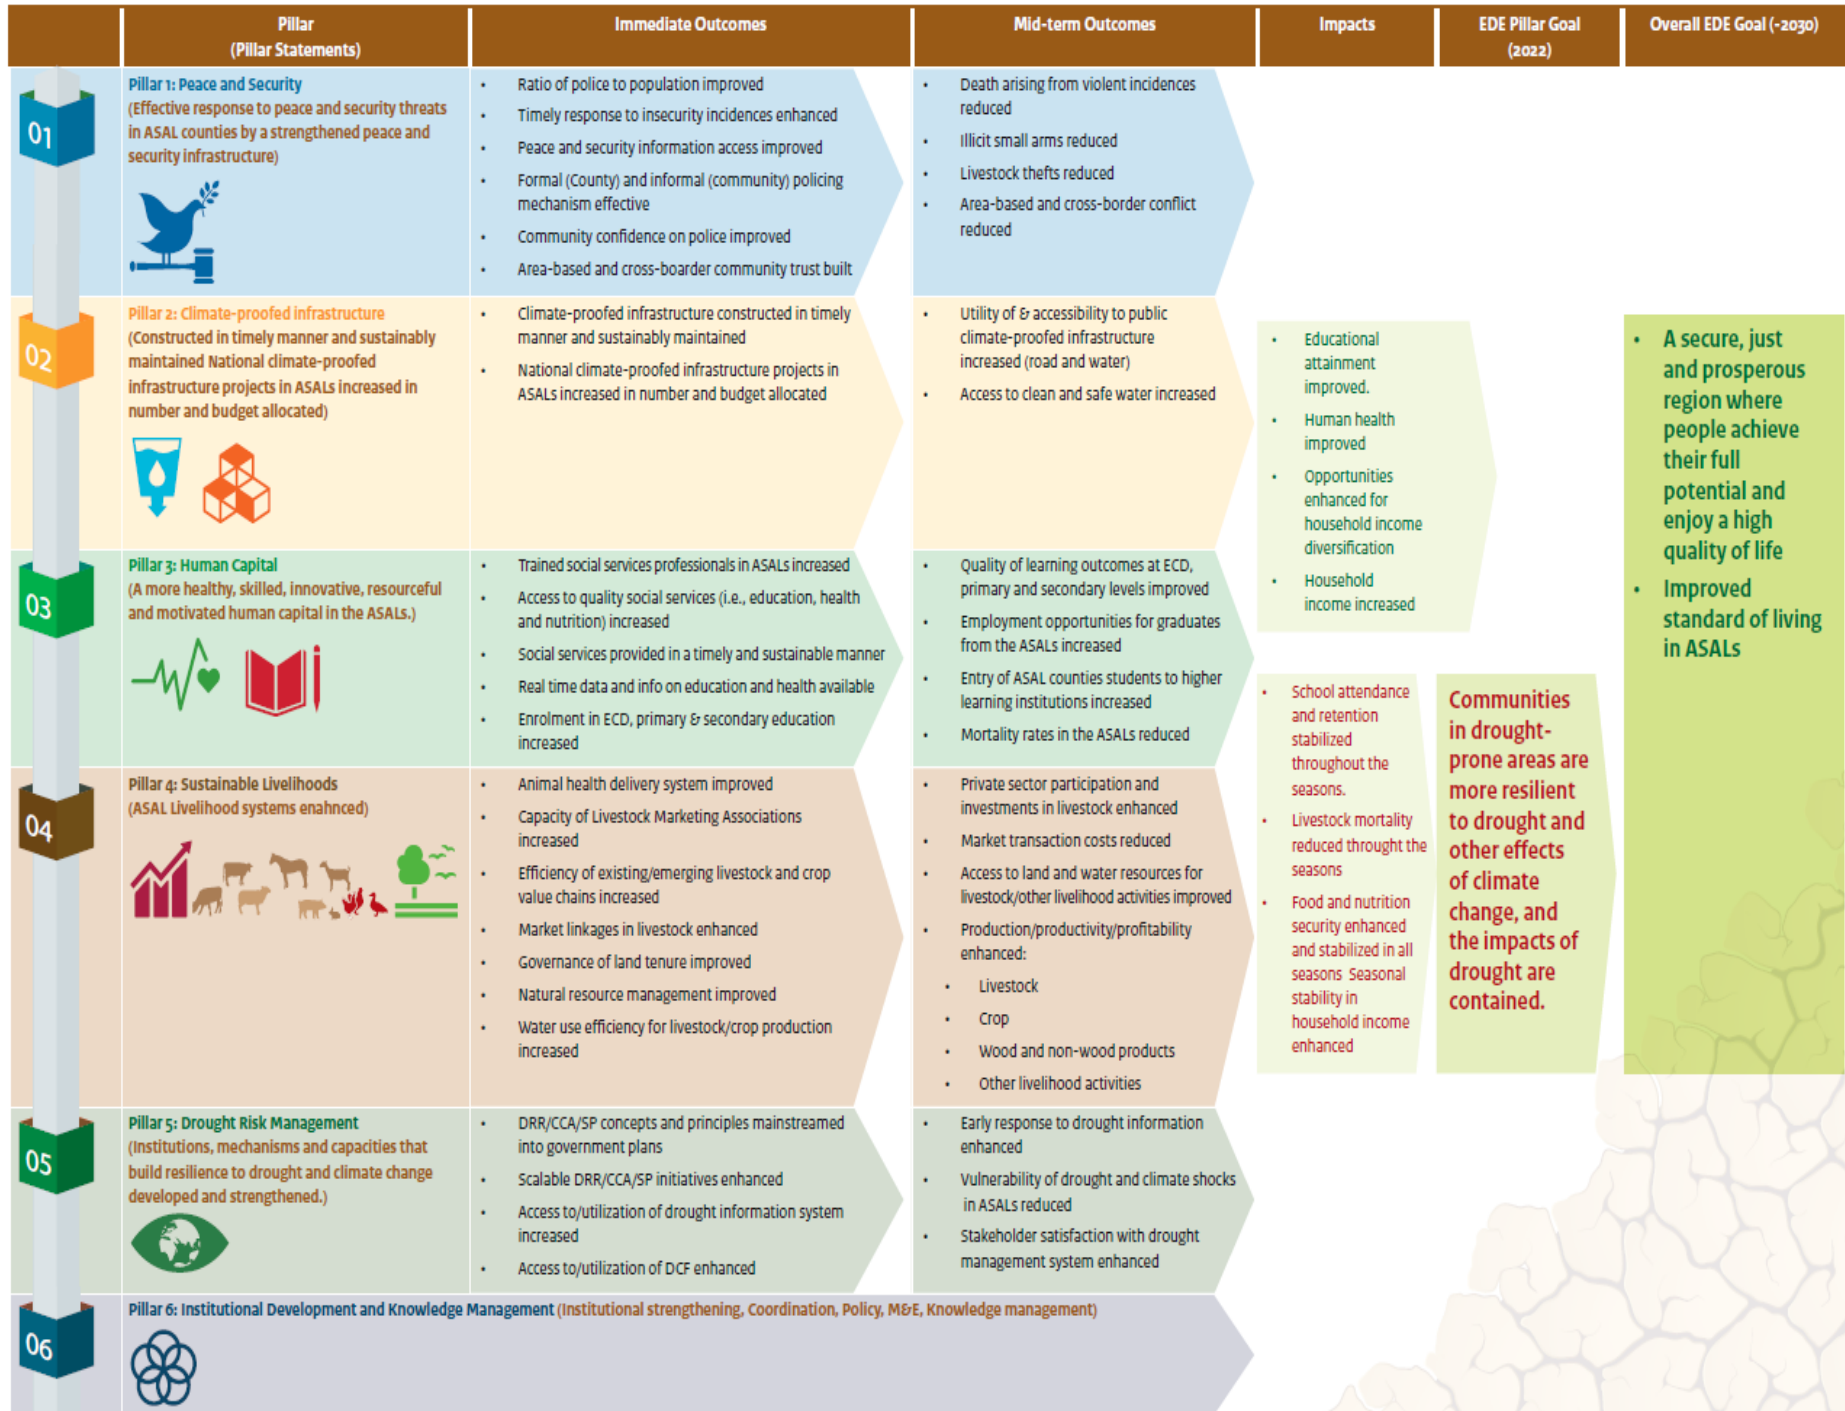 Pillar
(Pillar Statements)
Immediate Outcomes
Mid-term Outcomes
Impacts
EDE Pillar Goal
(2022)
Overall EDE Goal (-2030)
01
Pillar 1: Peace and Security
(Effective response to peace and security threats
in ASAL counties by a strengthened peace and
security infrastructure)
• Ratio of police to population improved
• Timely response to insecurity incidences enhanced
• Peace and security information access improved
• Formal (County) and informal (community) policing
mechanism effective
• Community confidence on police improved
• Area-based and cross-boarder community trust built
• Death arising from violent incidences
reduced
• Illicit small arms reduced
• Livestock thefts reduced
• Area-based and cross-border conflict
reduced
02
Pillar 2: Climate-proofed infrastructure
(Constructed in timely manner and sustainably
maintained National climate-proofed
infrastructure projects in ASALs increased in
number and budget allocated)
• Climate-proofed infrastructure constructed in timely
manner and sustainably maintained
• National climate-proofed infrastructure projects in
ASALs increased in number and budget allocated
• Utility of & accessibility to public
climate-proofed infrastructure
increased (road and water)
• Access to clean and safe water increased
03
Pillar 3: Human Capital
(A more healthy, skilled, innovative, resourceful
and motivated human capital in the ASALs.)
• Trained social services professionals in ASALs increased
• Access to quality social services (i.e., education, health
and nutrition) increased
• Social services provided in a timely and sustainable manner
• Real time data and info on education and health available
• Enrolment in ECD, primary & secondary education
increased
• Quality of learning outcomes at ECD,
primary and secondary levels improved
• Employment opportunities for graduates
from the ASALs increased
• Entry of ASAL counties students to higher
learning institutions increased
• Mortality rates in the ASALs reduced
04
Pillar 4: Sustainable Livelihoods
(ASAL Livelihood systems enahnced)
• Animal health delivery system improved
• Capacity of Livestock Marketing Associations
increased
• Efficiency of existing/emerging livestock and crop
value chains increased
• Market linkages in livestock enhanced
• Governance of land tenure improved
• Natural resource management improved
• Water use efficiency for livestock/crop production
increased
• Private sector participation and
investments in livestock enhanced
• Market transaction costs reduced
• Access to land and water resources for
livestock/other livelihood activities improved
• Production/productivity/profitability
enhanced:
• Livestock
• Crop
• Wood and non-wood products
• Other livelihood activities
05
Pillar 5: Drought Risk Management
(Institutions, mechanisms and capacities that
build resilience to drought and climate change
developed and strengthened.)
• DRR/CCA/SP concepts and principles mainstreamed
into government plans
• Scalable DRR/CCA/SP initiatives enhanced
• Access to/utilization of drought information system
increased
• Access to/utilization of DCF enhanced
• Early response to drought information
enhanced
• Vulnerability of drought and climate shocks
in ASALs reduced
• Stakeholder satisfaction with drought
management system enhanced
06
Pillar 6: Institutional Development and Knowledge Management (Institutional strengthening, Coordination, Policy, M&E, Knowledge management)
• Educational
attainment
improved.
• Human health
improved
• Opportunities
enhanced for
household income
diversification
• Household
income increased
• School attendance
and retention
stabilized
throughout the
seasons.
• Livestock mortality
reduced throught the
seasons
• Food and nutrition
security enhanced
and stabilized in all
seasons Seasonal
stability in
household income
enhanced
Communities
in drought-
prone areas are
more resilient
to drought and
other effects
of climate
change, and
the impacts of
drought are
contained.
• A secure, just
and prosperous
region where
people achieve
their full
potential and
enjoy a high
quality of life
• Improved
standard of living
in ASALs